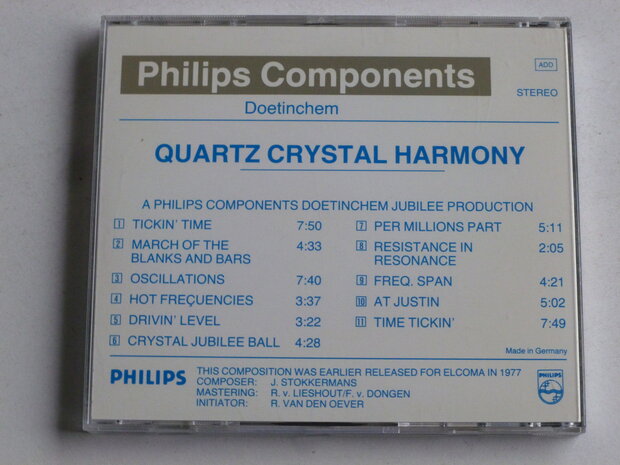 Philips Components
Doetinchem
ADD
STEREO
QUARTZ CRYSTAL HARMONY
A PHILIPS COMPONENTS DOETINCHEM JUBILEE PRODUCTION
1 TICKIN' TIME 7:50
2 MARCH OF THE
BLANKS AND BARS 4:33
3 OSCILLATIONS 7:40
4 HOT FREÇUENCIES 3:37
5 DRIVIN' LEVEL 3:22
6 CRYSTAL JUBILEE BALL 4:28
7 PER MILLIONS PART 5:11
8 RESISTANCE IN 2:05
RESONANCE
9 FREQ. SPAN 4:21
10 AT JUSTIN 5:02
11 TIME TICKIN' 7:49
Made in Germany
PHILIPS
THIS COMPOSITION WAS EARLIER RELEASED FOR ELCOMA IN 1977
COMPOSER: J. STOKKERMANS
MASTERING: R. v. LIESHOUT/F. v. DONGEN
INITIATOR: R. VAN DEN OEVER
PHILIPS